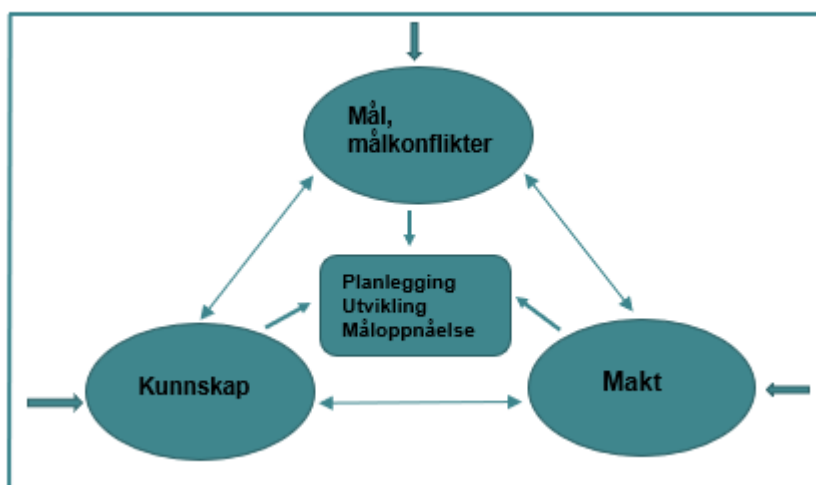 Mål,
målkonflikter
Planlegging
Utvikling
Måloppnåelse
Kunnskap
Makt